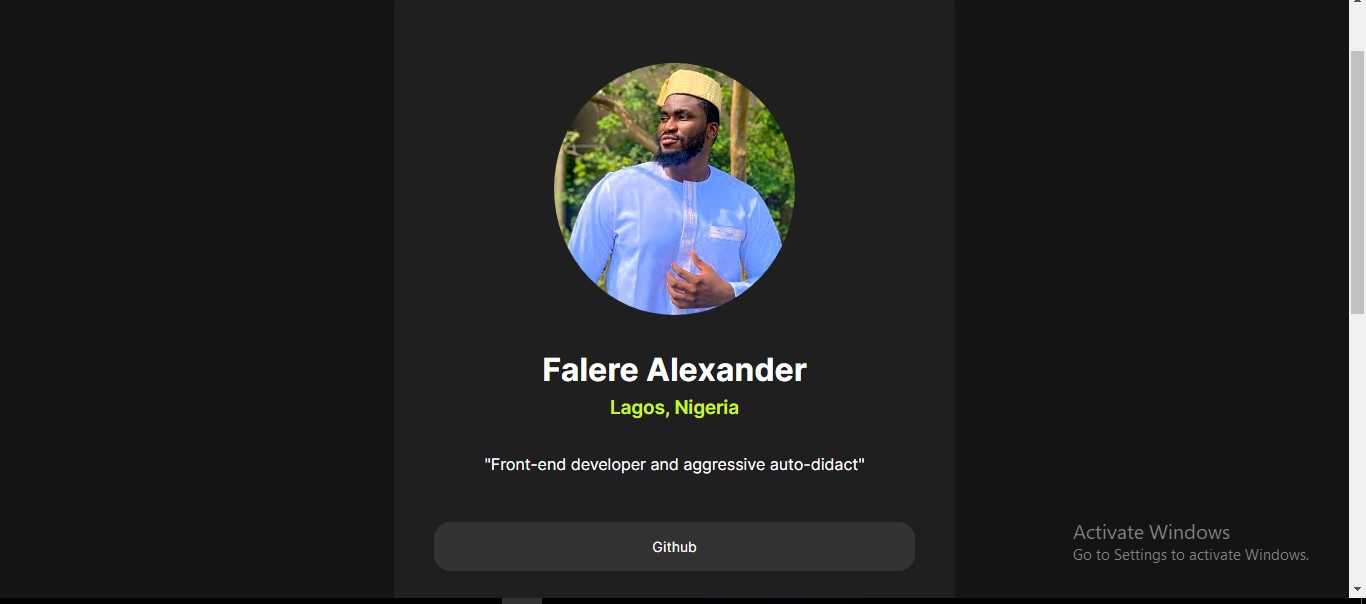 Falere Alexander
Lagos, Nigeria
"Front-end developer and aggressive auto-didact"
Github
Activate Windows
Go to Settings to activate Windows.